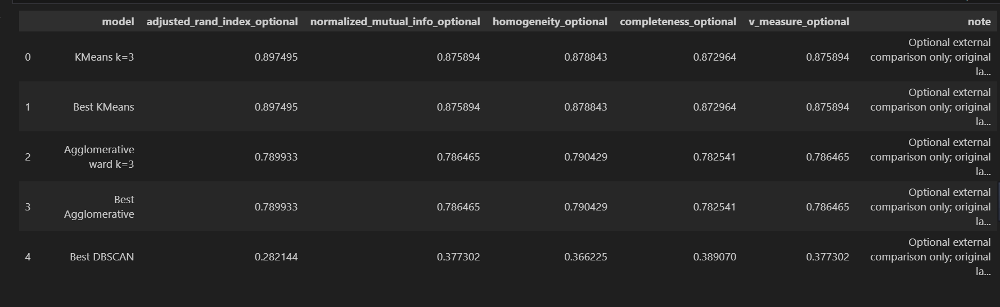 model adjusted_rand_index_optional normalized_mutual_info_optional homogeneity_optional completeness_optional v_measure_optional note
0 KMeans k=3 0.897495 0.875894 0.878843 0.872964 0.875894 Optional external
comparison only; original
la...
1 Best KMeans 0.897495 0.875894 0.878843 0.872964 0.875894 Optional external
comparison only; original
la...
2 Agglomerative
ward k=3 0.789933 0.786465 0.790429 0.782541 0.786465 Optional external
comparison only; original
la...
3 Best
Agglomerative 0.789933 0.786465 0.790429 0.782541 0.786465 Optional external
comparison only; original
la...
4 Best DBSCAN 0.282144 0.377302 0.366225 0.389070 0.377302 Optional external
comparison only; original
la...